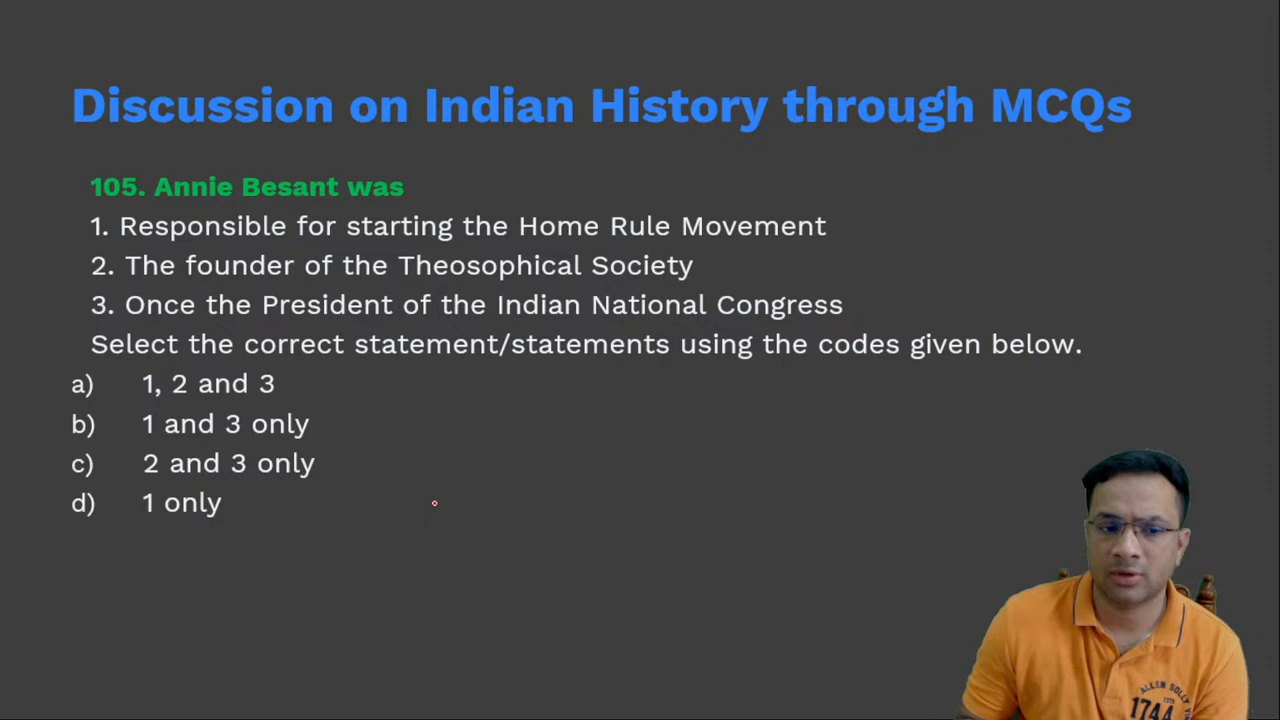 Discussion on Indian History through MCQs
105. Annie Besant was
1. Responsible for starting the Home Rule Movement
2. The founder of the Theosophical Society
3. Once the President of the Indian National Congress
Select the correct statement/statements using the codes given below.
a) 1, 2 and 3
b) 1 and 3 only
c) 2 and 3 only
d) 1 only
ALLEN SOLLY
1744